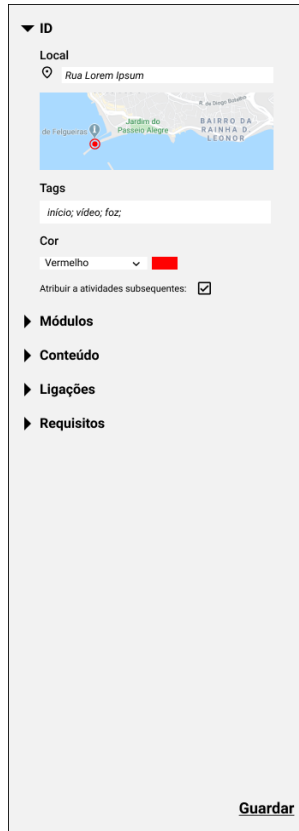 ID
Local
Rua Lorem Ipsum
R. de Diogo Botelho
Jardim do
Passeio Alegre
BAIRRO DA
RAINHA D.
LEONOR
de Felgueiras
Tags
início; vídeo; foz;
Cor
Vermelho
Atribuir a atividades subsequentes:
Módulos
Conteúdo
Ligações
Requisitos
Guardar